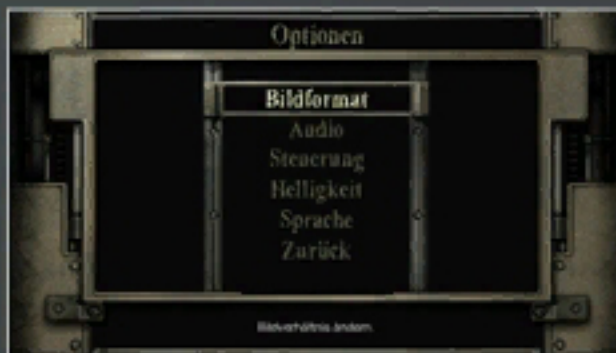 Optionen
Bildformat
Audio
Steuerung
Helligkeit
Sprache
Zurück
Bildverhältnis ändern.